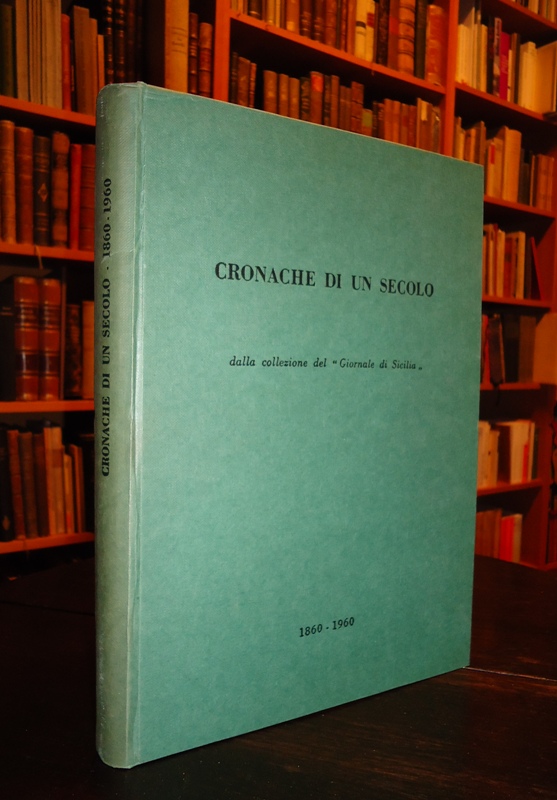 CRONACHE DI UN SECOLO - 1860 - 1960
CRONACHE DI UN SECOLO
dalla collezione del “ Giornale di Sicilia „
1860 - 1960